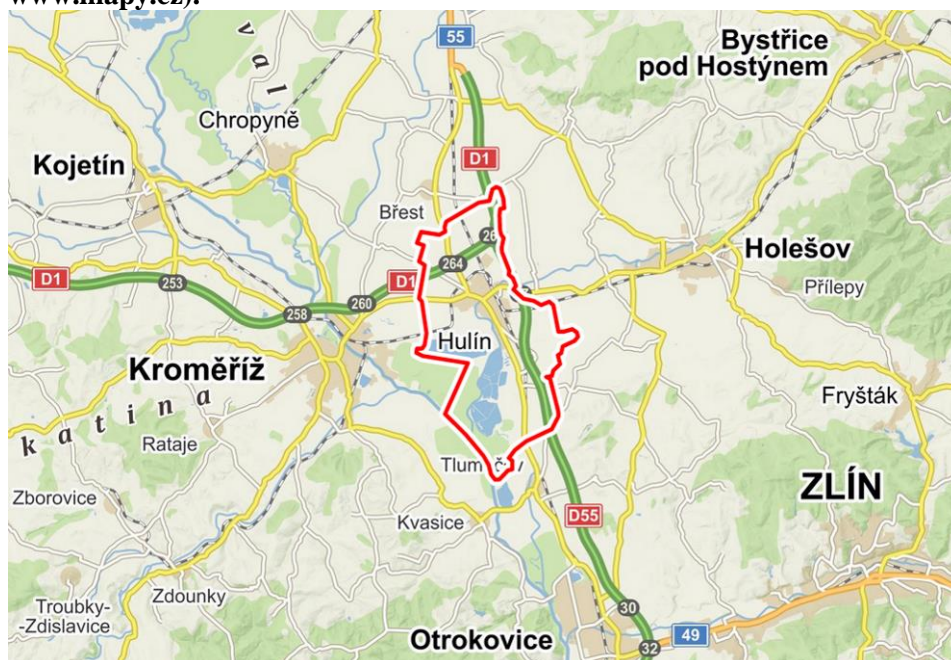 www.mapy.cz).
55
Bystřice
pod Hostýnem
v a l
Chropyně
Kojetín
D1
Břest
26
Holešov
264
D1
D1
253
260
Přílepy
258
Hulín
Kroměříž
Fryšták
k a t i n a
Rataje
Tlumačov
ZLÍN
Zborovice
D55
Kvasice
Zdounky
30
Troubky-
-Zdislavice
Otrokovice
49
32